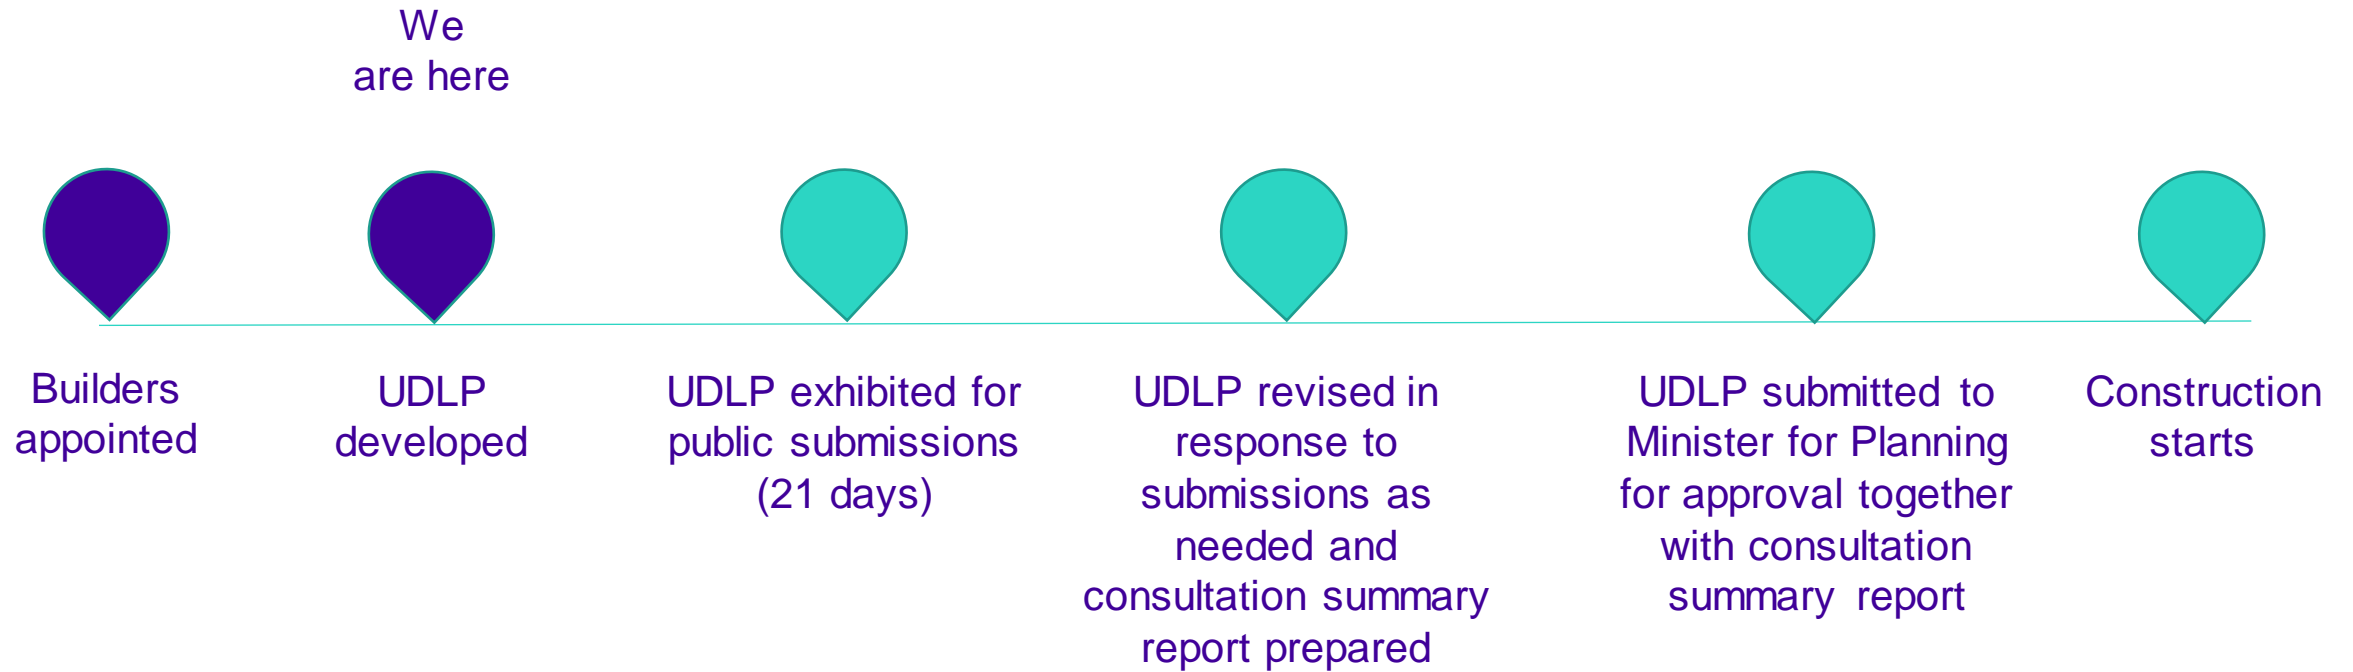 We
are here
Builders
appointed
UDLP
developed
UDLP exhibited for
public submissions
(21 days)
UDLP revised in
response to
submissions as
needed and
consultation summary
report prepared
UDLP submitted to
Minister for Planning
for approval together
with consultation
summary report
Construction
starts